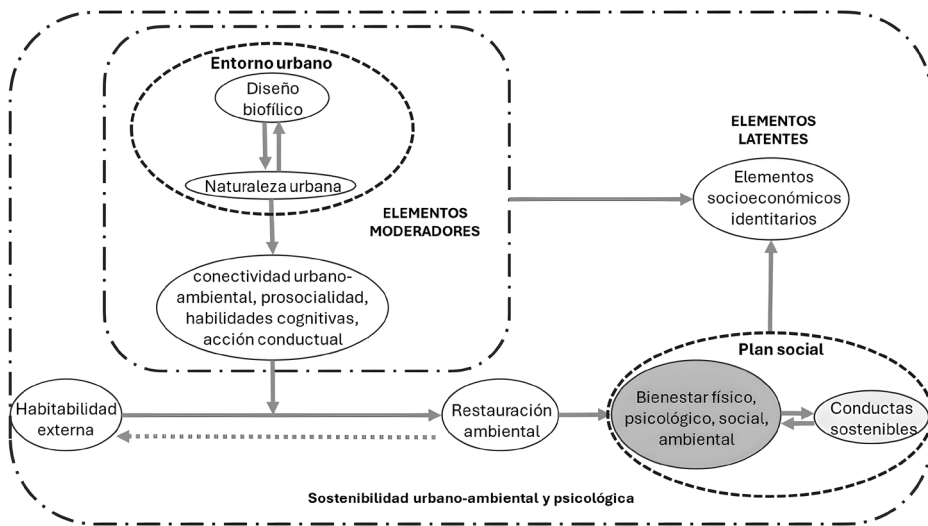 Entorno urbano
Diseño
biofílico
Naturaleza urbana
ELEMENTOS
MODERADORES
conectividad urbano-
ambiental, prosocialidad,
habilidades cognitivas,
acción conductual
ELEMENTOS
LATENTES
Elementos
socioeconómicos
identitarios
Habitabilidad
externa
Restauración
ambiental
Plan social
Bienestar físico,
psicológico, social,
ambiental
Conductas
sostenibles
Sostenibilidad urbano-ambiental y psicológica